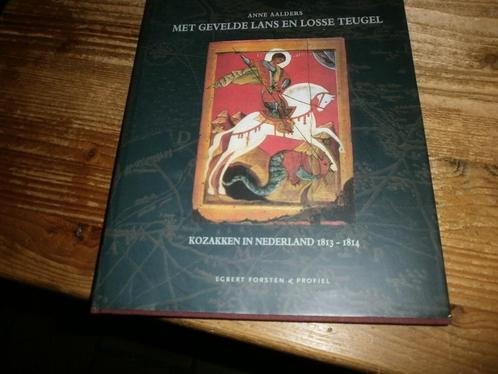 ANNE AALDERS
MET GEVELDE LANS EN LOSSE TEUGEL
KOZAKKEN IN NEDERLAND 1813 - 1814
EGBERT FORSTEN & PROFIEL